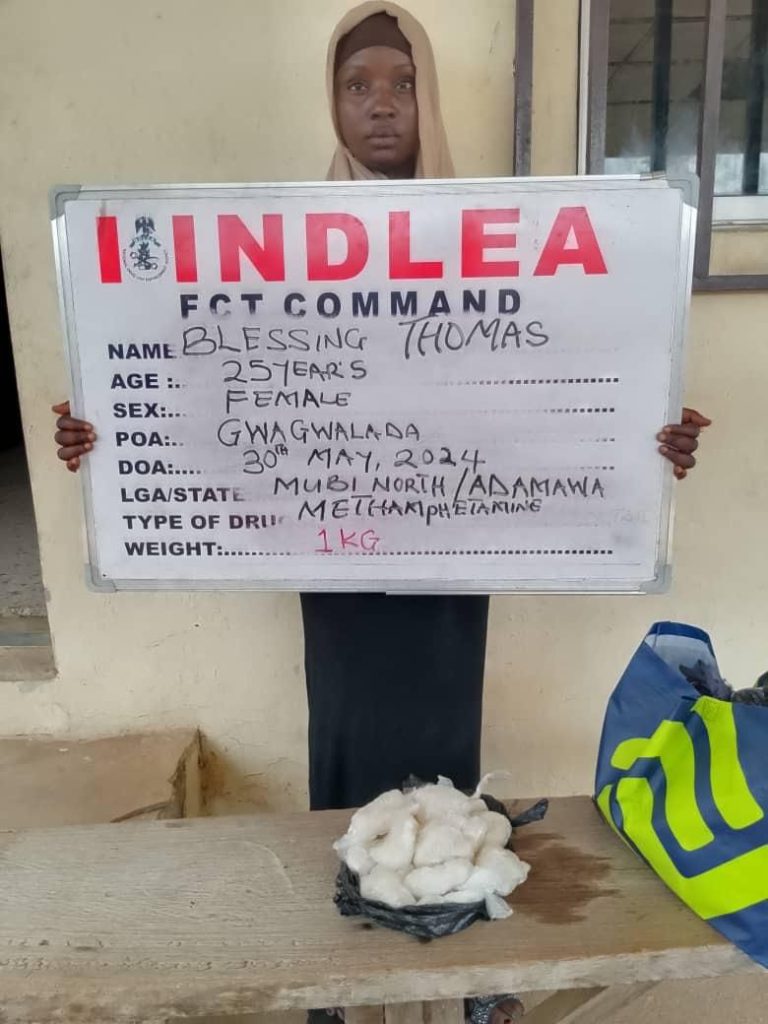 NDLEA
FCT COMMAND
NAME BLESSING THOMAS
AGE :.. 25YEAR'S
SEX:... FEMALE
POA:.. GWAGWALADA
DOA:.... 30TH MAY, 2024
LGA/STATE MUBI NORTH/ADAMAWA
TYPE OF DRU METHAMPHETAMINE
WEIGHT:........ 1KG